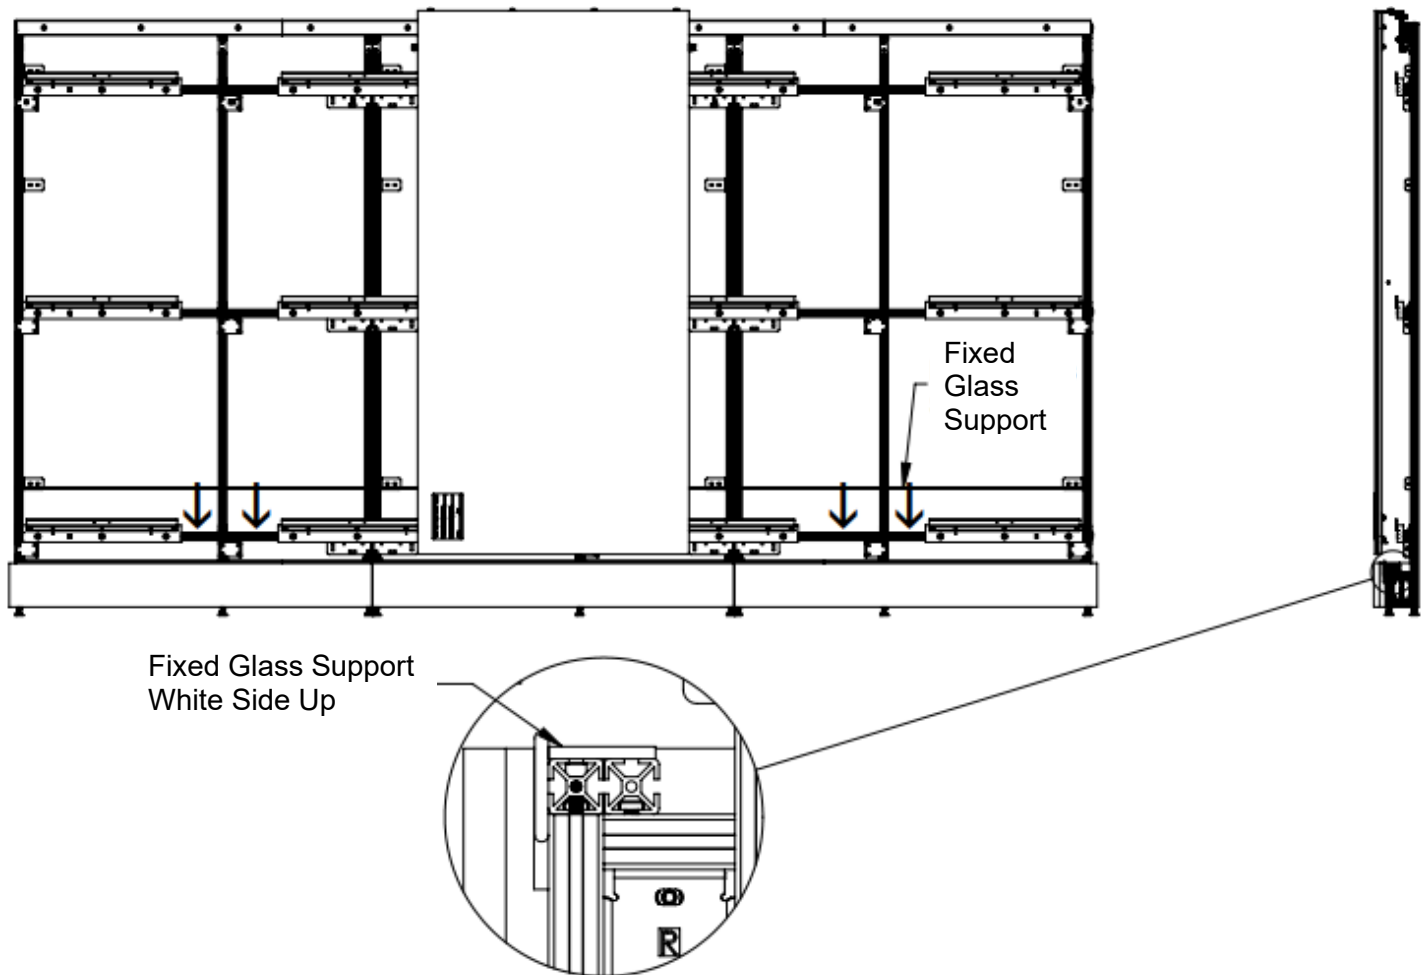 Fixed
Glass
Support
Fixed Glass Support
White Side Up
R